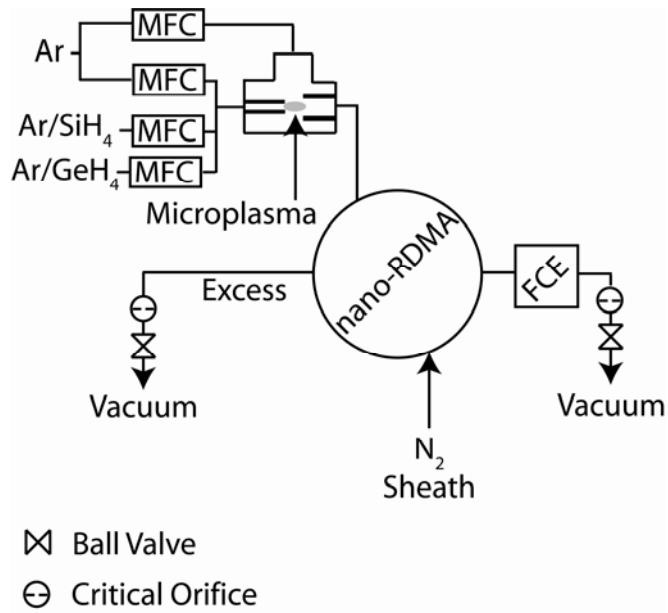 MFC
Ar
MFC
Ar/SiH₄ MFC
Ar/GeH₄ MFC
Microplasma
nano-RDMA
FCE
Excess
Vacuum
Vacuum
N₂
Sheath
Ball Valve
Critical Orifice